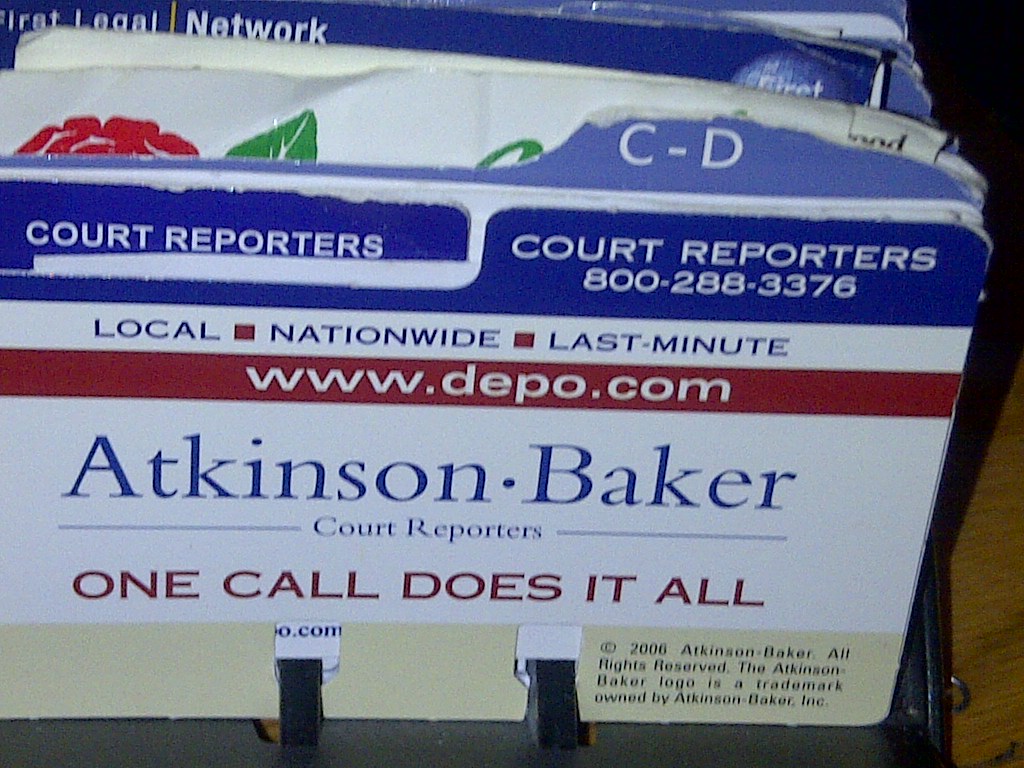 First Legal | Network
First
C-D
COURT REPORTERS
COURT REPORTERS
800-288-3376
LOCAL ■ NATIONWIDE ■ LAST-MINUTE
www.depo.com
Atkinson·Baker
Court Reporters
ONE CALL DOES IT ALL
o.com
© 2006 Atkinson-Baker. All
Rights Reserved. The Atkinson-
Baker logo is a trademark
owned by Atkinson-Baker, Inc.